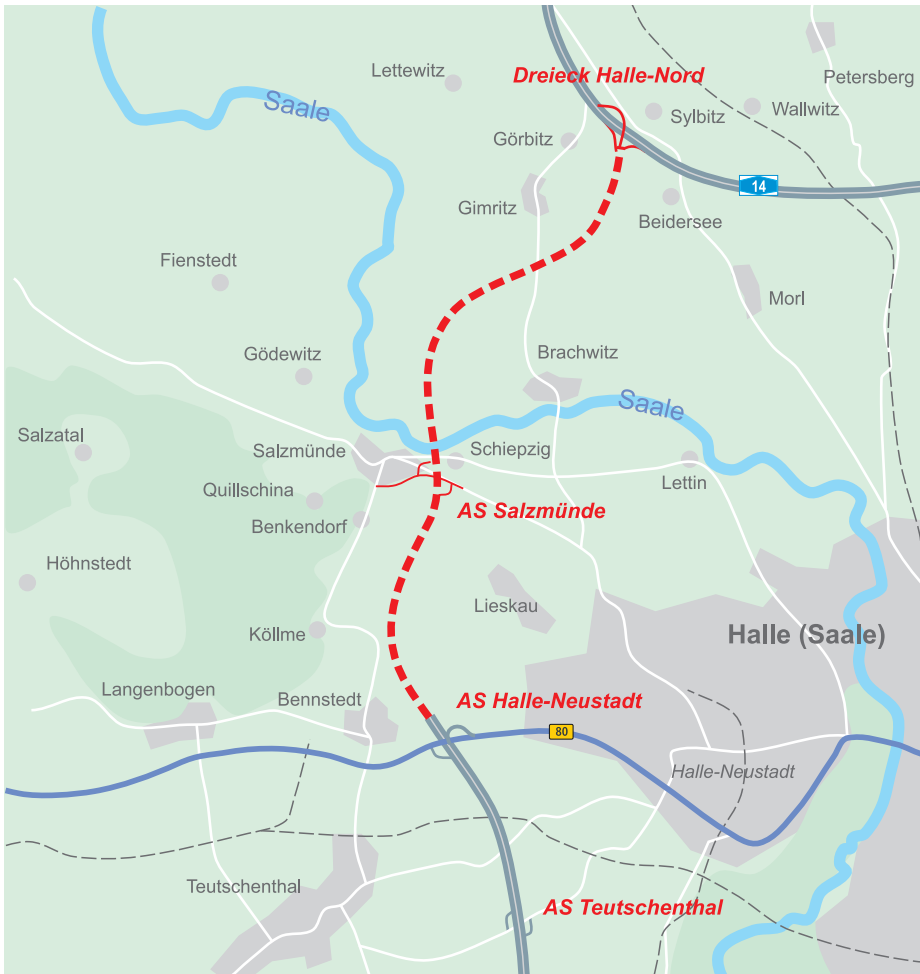 Lettewitz
Dreieck Halle-Nord
Petersberg
Saale
Sylbitz
Wallwitz
Görbitz
14
Gimritz
Beidersee
Fienstedt
Morl
Gödewitz
Brachwitz
Saale
Salzatal
Salzmünde
Schiepzig
Lettin
Quillschina
AS Salzmünde
Benkendorf
Höhnstedt
Lieskau
Köllme
Halle (Saale)
Langenbogen
Bennstedt
AS Halle-Neustadt
80
Halle-Neustadt
Teutschenthal
AS Teutschenthal